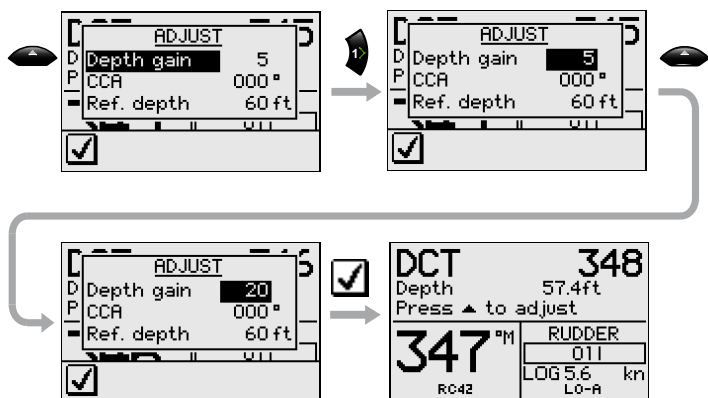 ADJUST
Depth gain 5
CCA 000°
Ref. depth 60 ft
1>
ADJUST
Depth gain 5
CCA 000°
Ref. depth 60 ft
ADJUST
Depth gain 20
CCA 000°
Ref. depth 60 ft
DCT 348
Depth 57.4ft
Press ▲ to adjust
347°M
RC42
RUDDER
01|
LOG 5.6 kn
LO-A